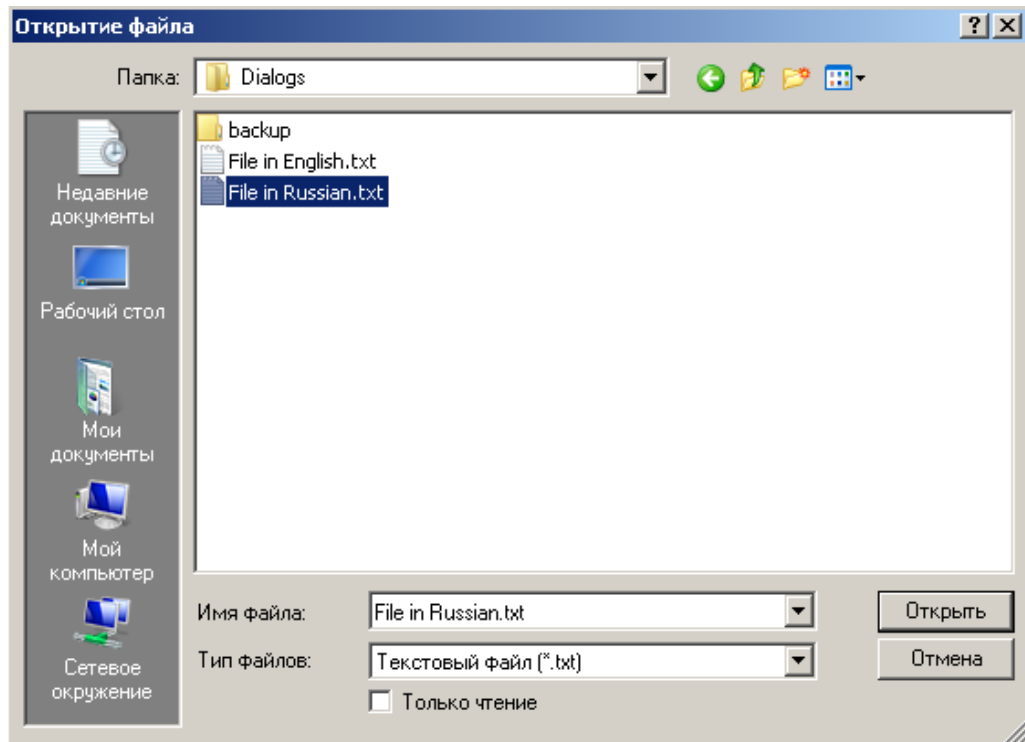 Открытие файла
Папка: Dialogs
Недавние
документы
Рабочий стол
Мои
документы
Мой
компьютер
Сетевое
окружение
backup
File in English.txt
File in Russian.txt
Имя файла: File in Russian.txt Открыть
Тип файлов: Текстовый файл (*.txt) Отмена
Только чтение